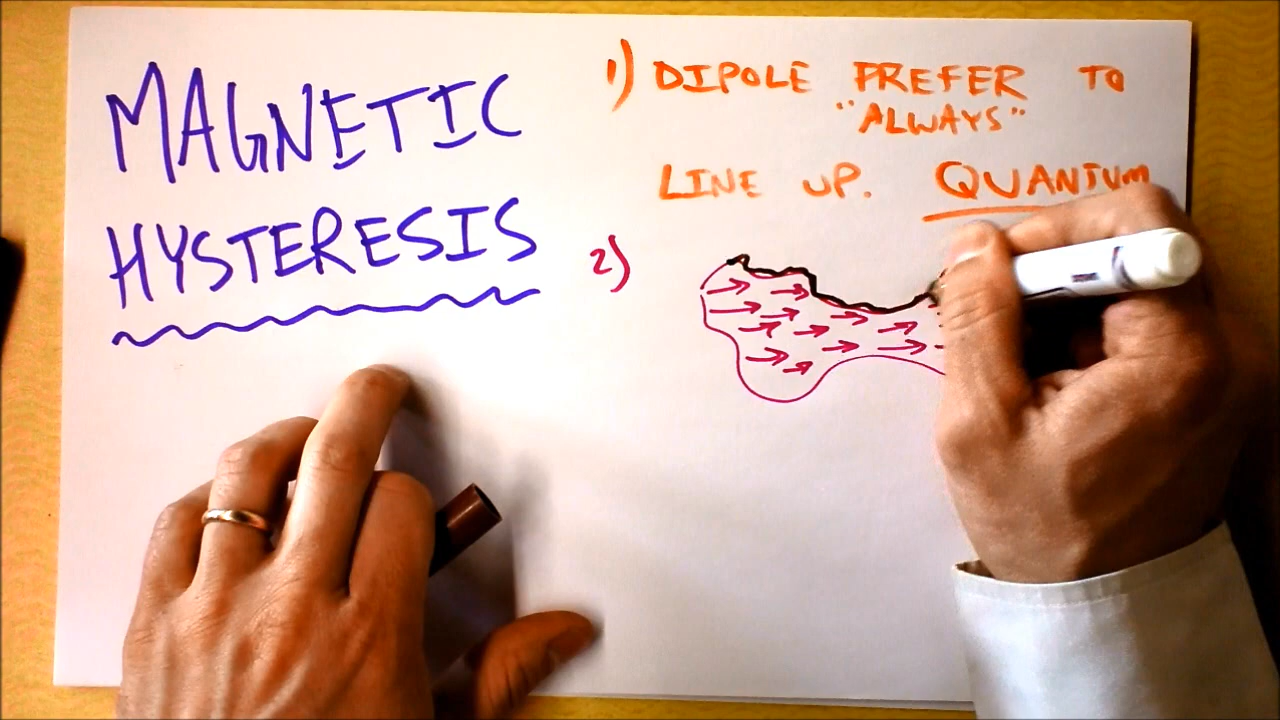 MAGNETIC
HYSTERESIS
1) DIPOLE PREFER TO
"ALWAYS"
LINE UP. QUANTUM
2)